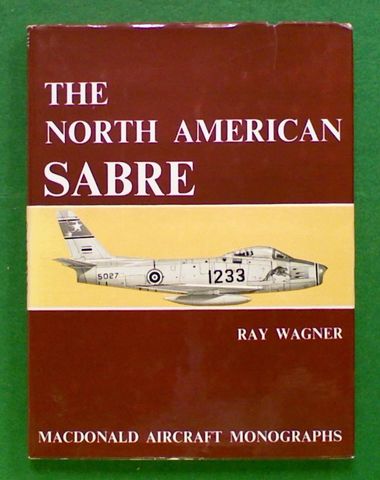 THE
NORTH AMERICAN
SABRE
5027
1233
RAY WAGNER
MACDONALD AIRCRAFT MONOGRAPHS